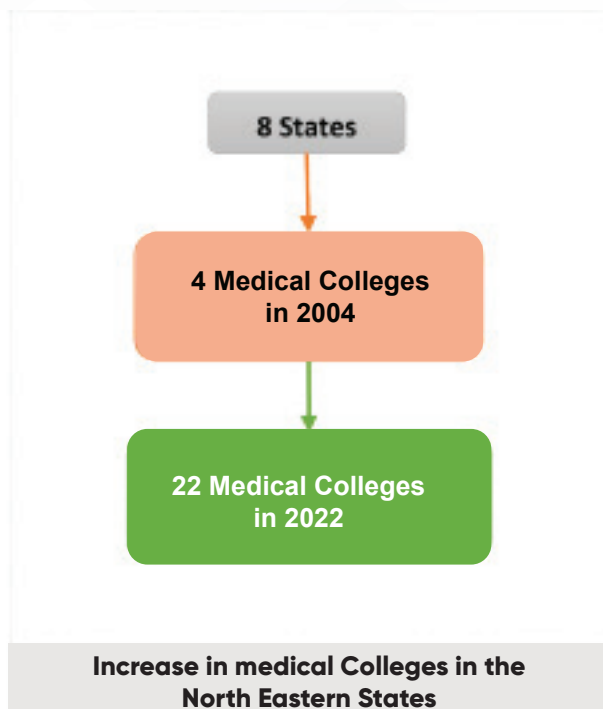 8 States
4 Medical Colleges
in 2004
22 Medical Colleges
in 2022
Increase in medical Colleges in the
North Eastern States